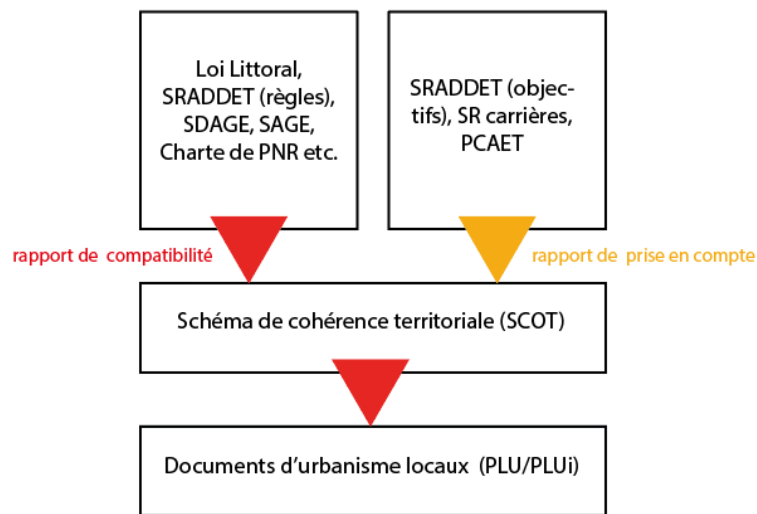 Loi Littoral,
SRADDET (règles),
SDAGE, SAGE,
Charte de PNR etc.
SRADDET (objec-
tifs), SR carrières,
PCAET
rapport de compatibilité
rapport de prise en compte
Schéma de cohérence territoriale (SCOT)
Documents d'urbanisme locaux (PLU/PLUi)